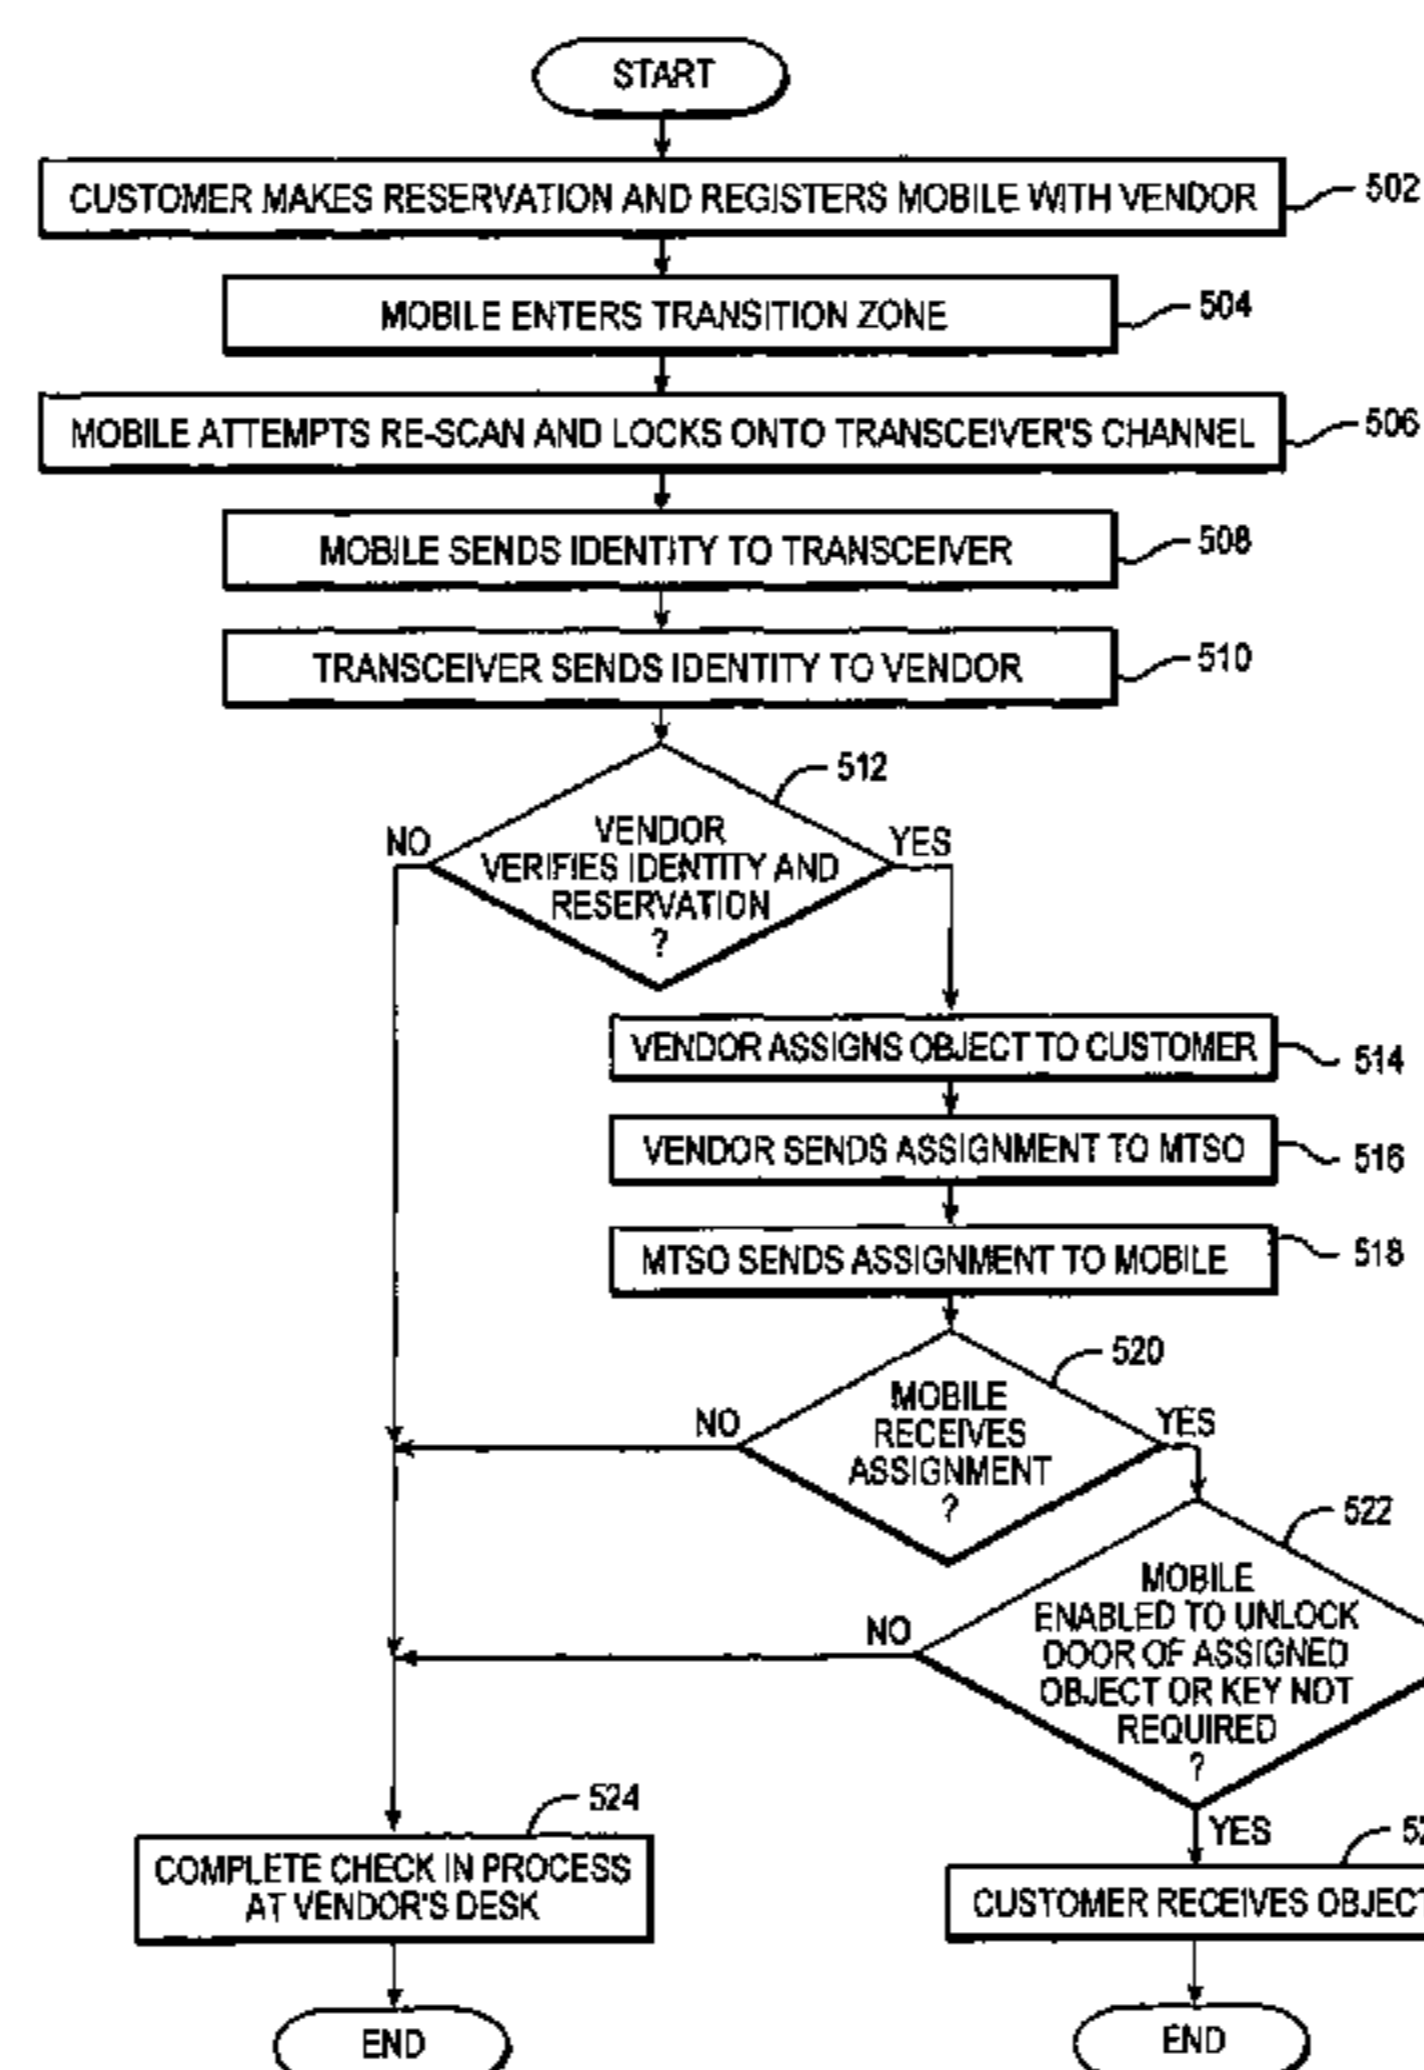 START
CUSTOMER MAKES RESERVATION AND REGISTERS MOBILE WITH VENDOR
502
MOBILE ENTERS TRANSITION ZONE
504
MOBILE ATTEMPTS RE-SCAN AND LOCKS ONTO TRANSCEIVER'S CHANNEL
506
MOBILE SENDS IDENTITY TO TRANSCEIVER
508
TRANSCEIVER SENDS IDENTITY TO VENDOR
510
512
NO
VENDOR
VERIFIES IDENTITY AND
RESERVATION
?
YES
VENDOR ASSIGNS OBJECT TO CUSTOMER
514
VENDOR SENDS ASSIGNMENT TO MTSO
516
MTSO SENDS ASSIGNMENT TO MOBILE
518
520
NO
MOBILE
RECEIVES
ASSIGNMENT
?
YES
522
NO
MOBILE
ENABLED TO UNLOCK
DOOR OF ASSIGNED
OBJECT OR KEY NOT
REQUIRED
?
YES
524
COMPLETE CHECK IN PROCESS
AT VENDOR'S DESK
CUSTOMER RECEIVES OBJECT
END
END